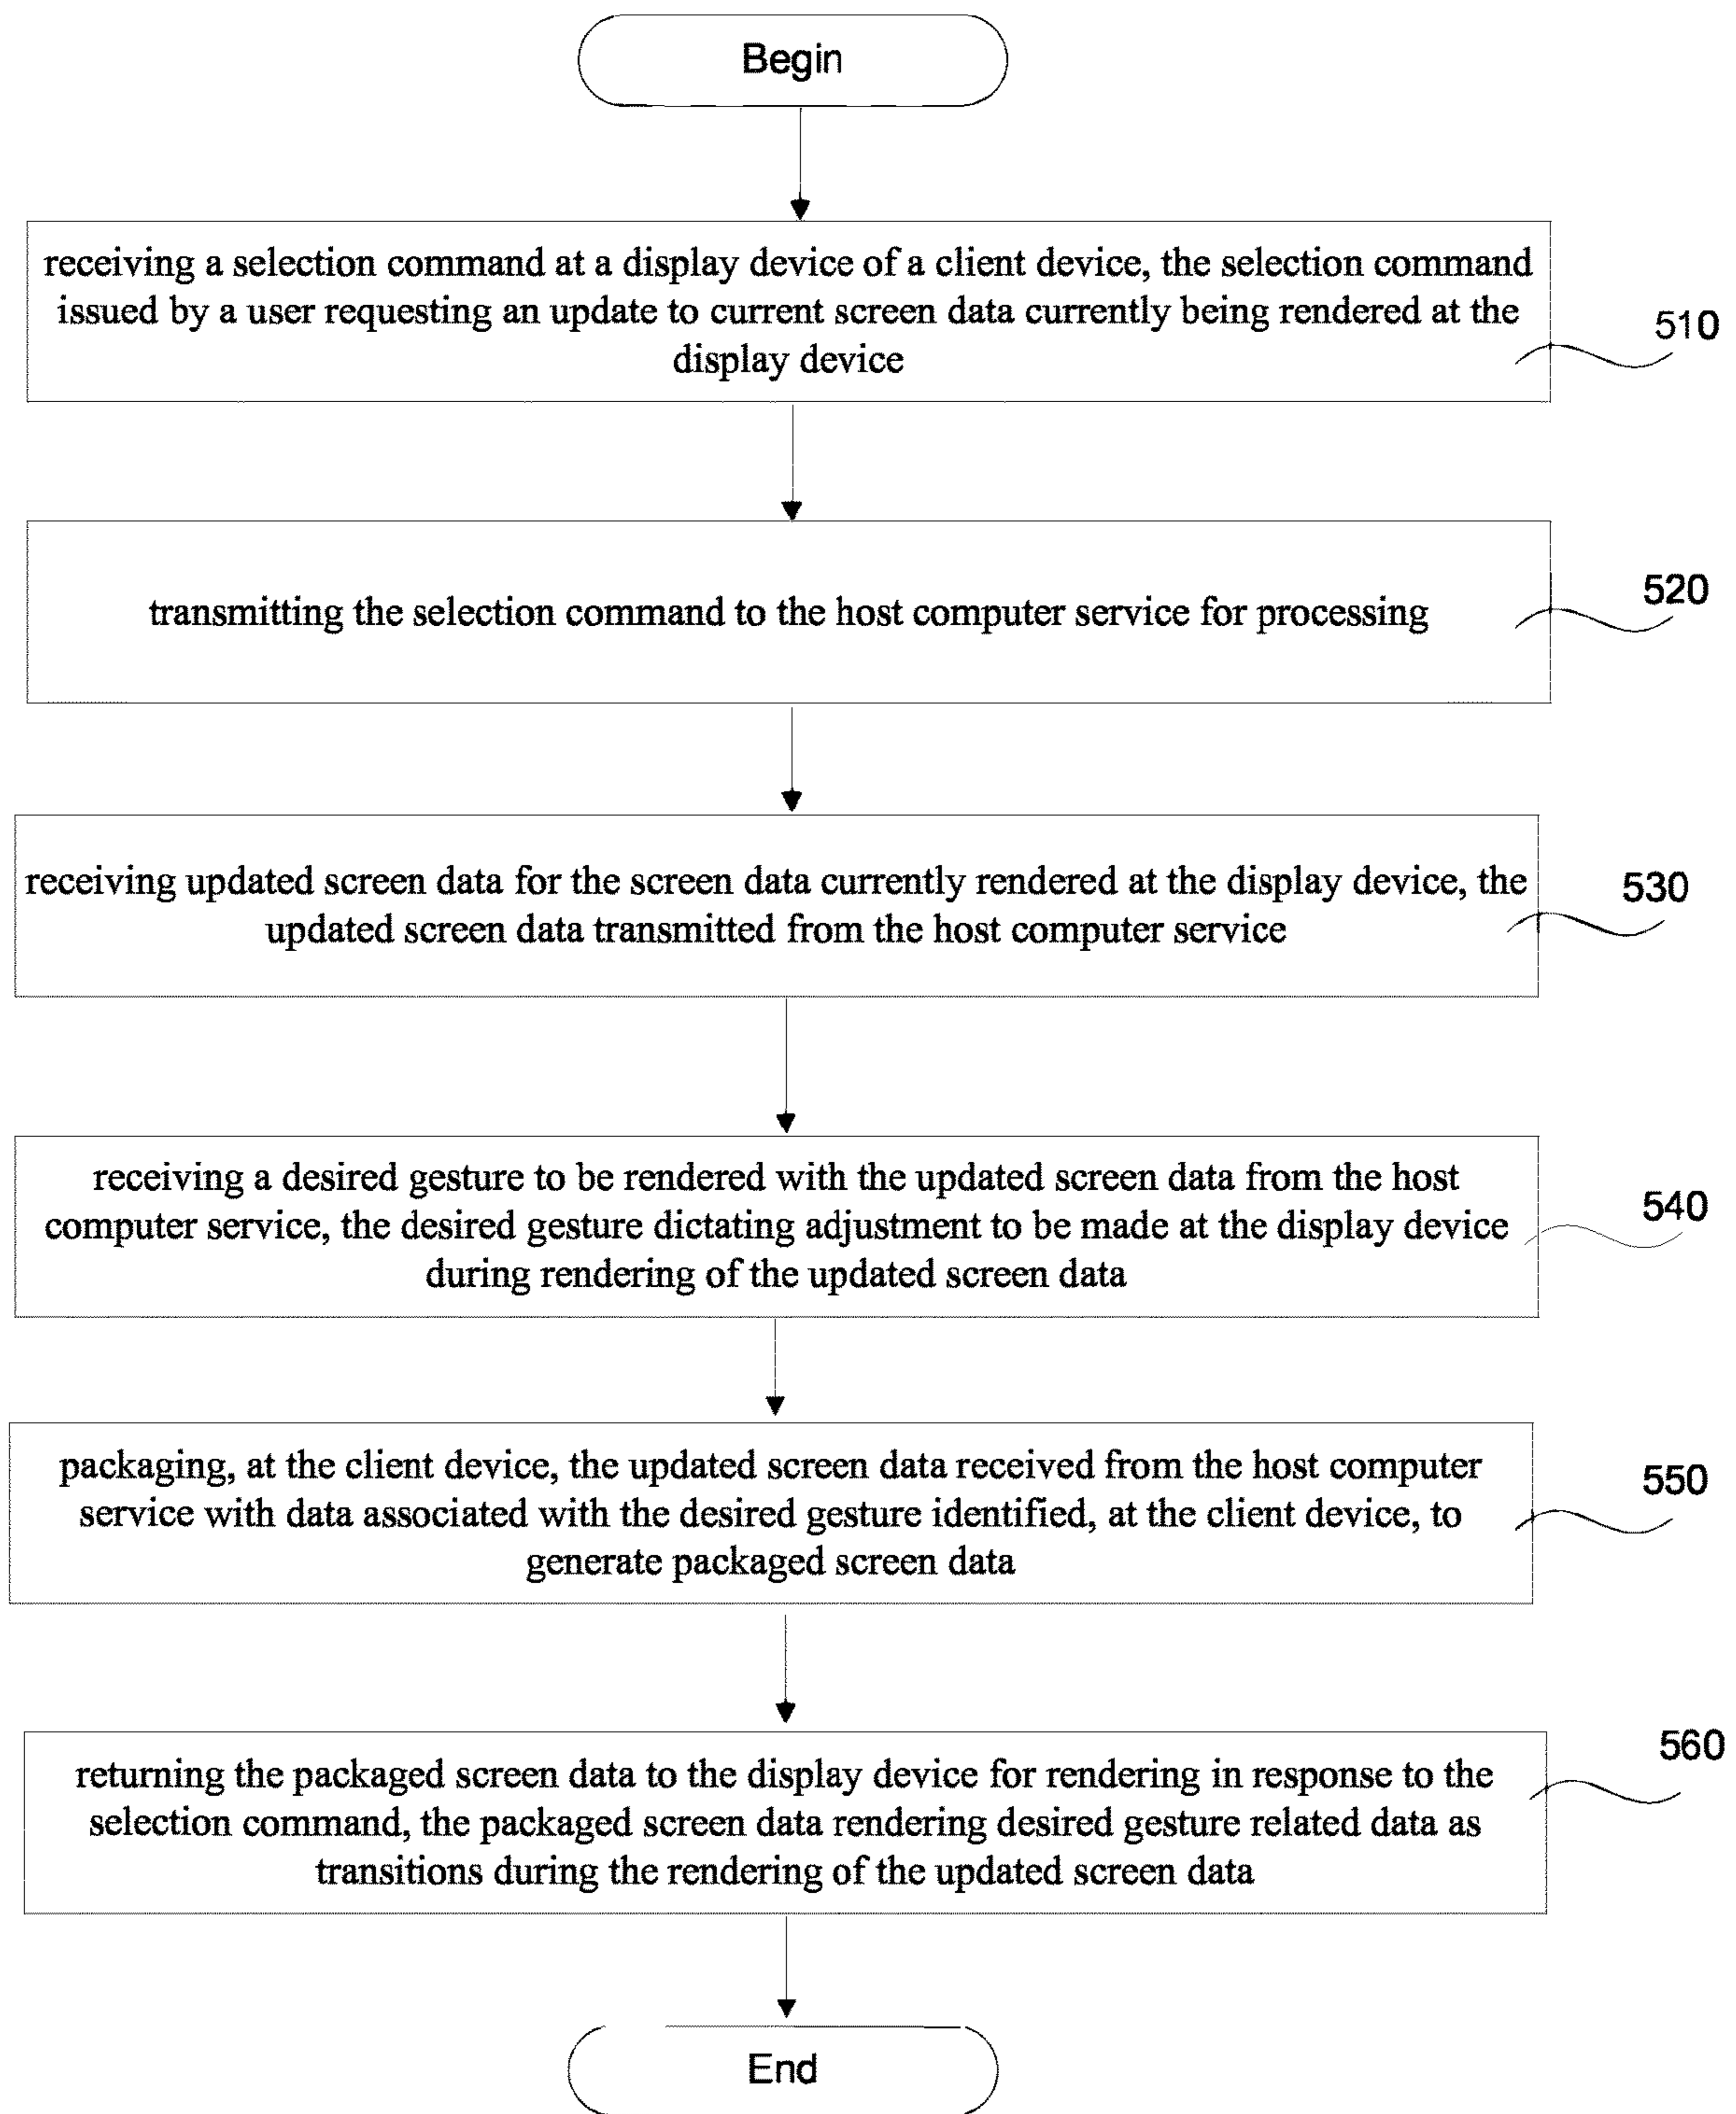 Begin
receiving a selection command at a display device of a client device, the selection command
issued by a user requesting an update to current screen data currently being rendered at the
display device
510
transmitting the selection command to the host computer service for processing
520
receiving updated screen data for the screen data currently rendered at the display device, the
updated screen data transmitted from the host computer service
530
receiving a desired gesture to be rendered with the updated screen data from the host
computer service, the desired gesture dictating adjustment to be made at the display device
during rendering of the updated screen data
540
packaging, at the client device, the updated screen data received from the host computer
service with data associated with the desired gesture identified, at the client device, to
generate packaged screen data
550
returning the packaged screen data to the display device for rendering in response to the
selection command, the packaged screen data rendering desired gesture related data as
transitions during the rendering of the updated screen data
560
End